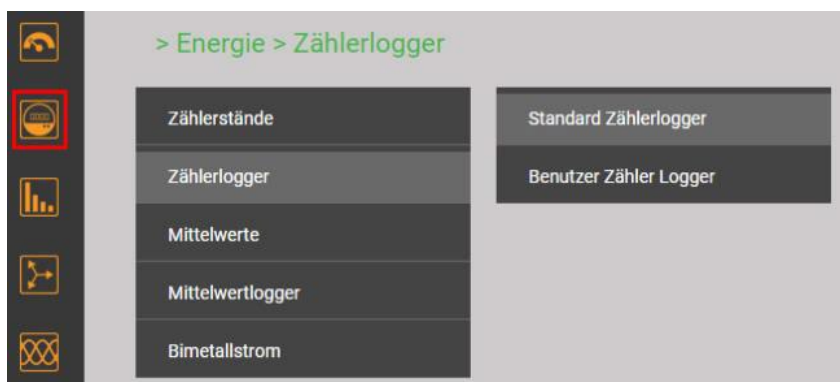 > Energie > Zählerlogger
Zählerstände
Zählerlogger
Mittelwerte
Mittelwertlogger
Bimetallstrom
Standard Zählerlogger
Benutzer Zähler Logger